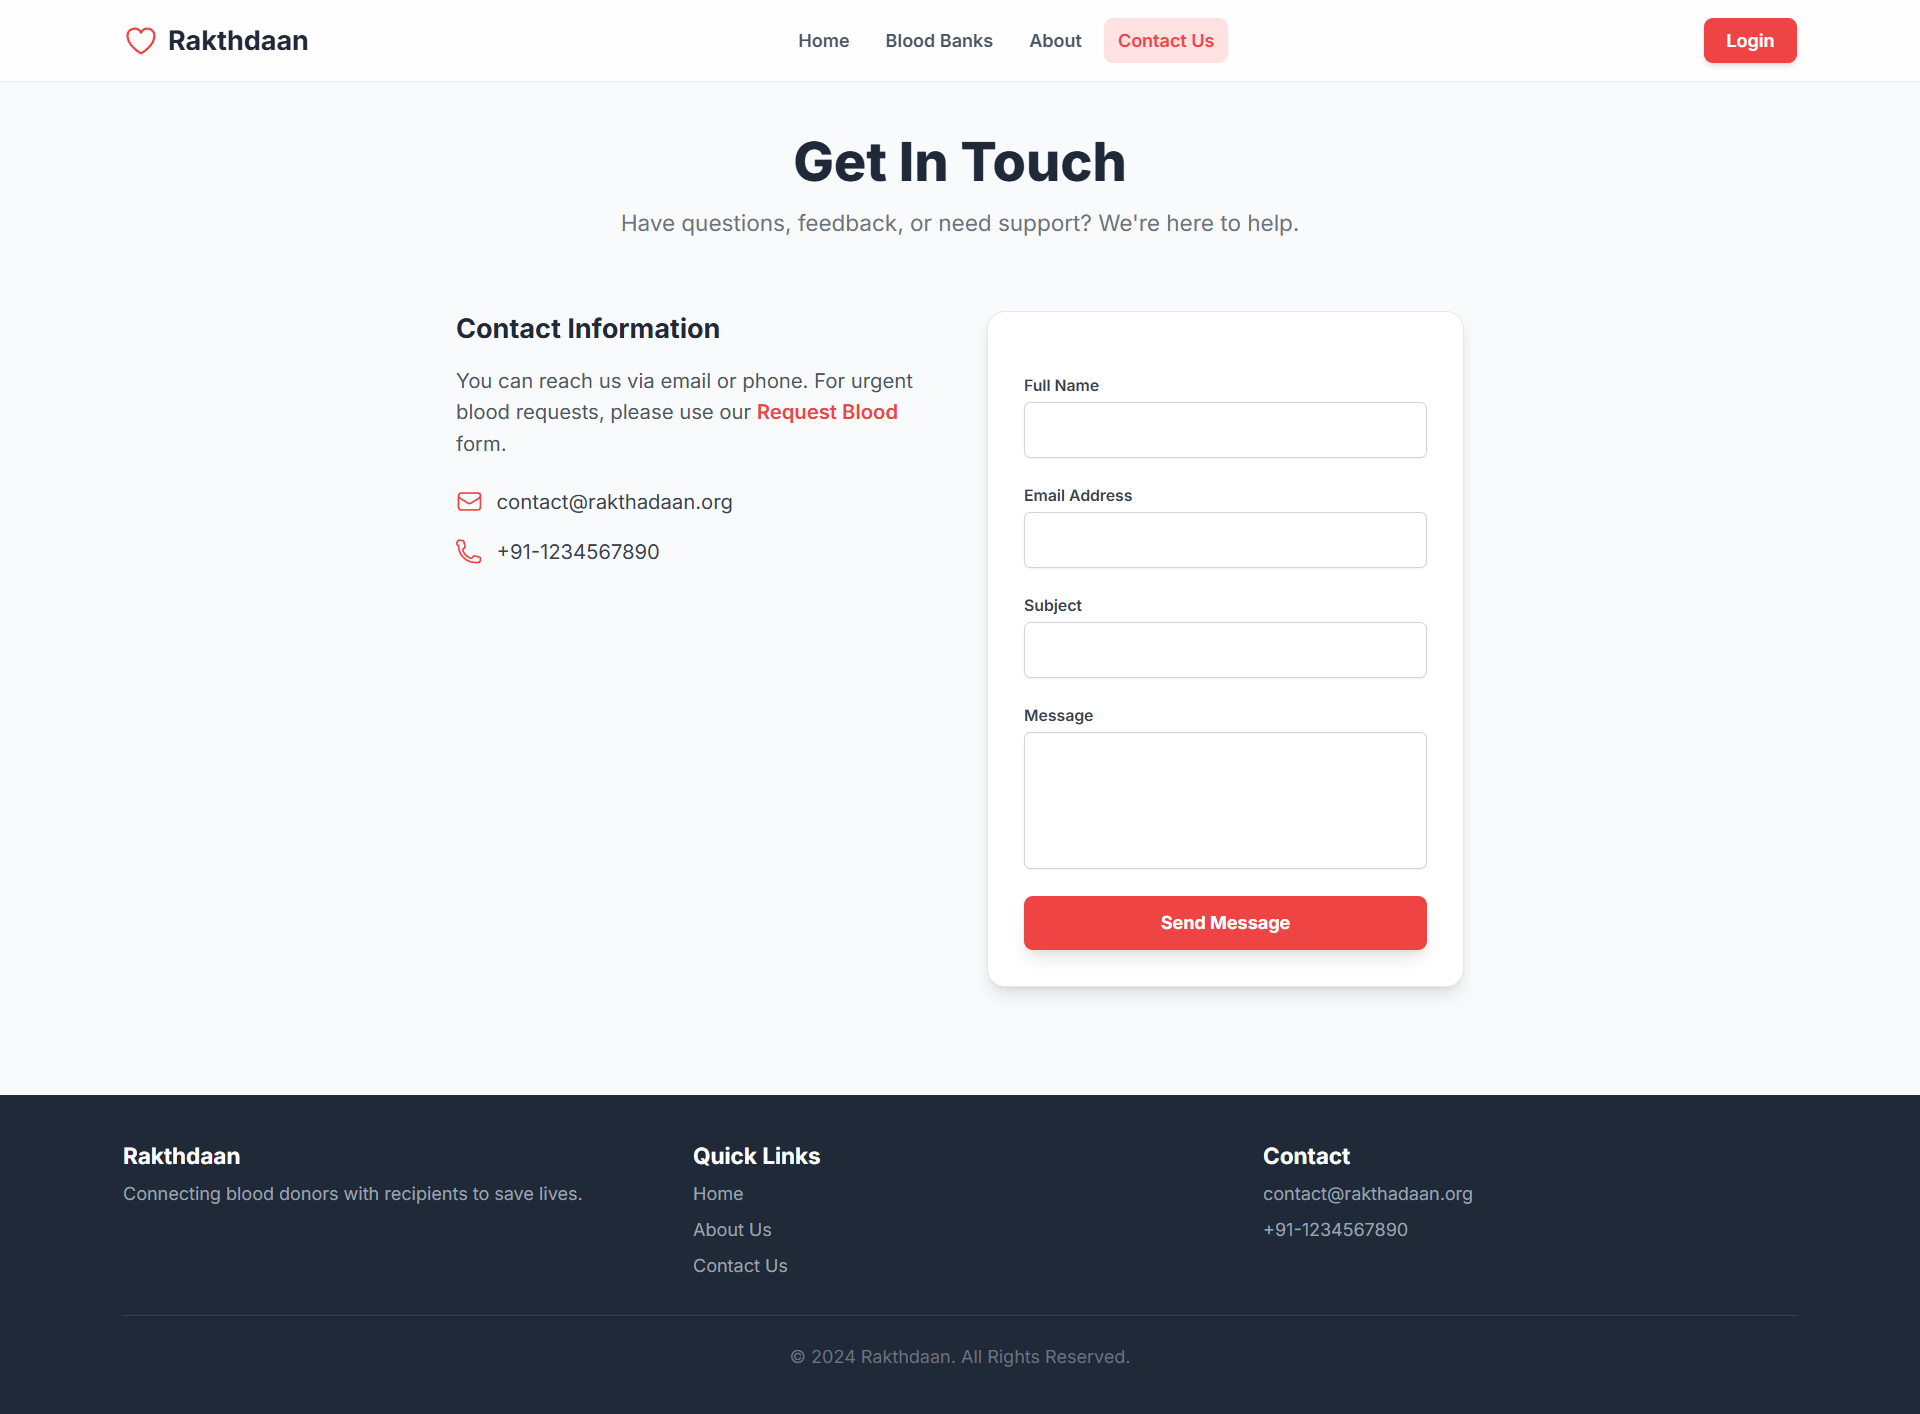 Rakthdaan
Home
Blood Banks
About
Contact Us
Login
Get In Touch
Have questions, feedback, or need support? We're here to help.
Contact Information
You can reach us via email or phone. For urgent
blood requests, please use our Request Blood
form.
contact@rakthadaan.org
+91-1234567890
Full Name
Email Address
Subject
Message
Send Message
Rakthdaan
Connecting blood donors with recipients to save lives.
Quick Links
Home
About Us
Contact Us
Contact
contact@rakthadaan.org
+91-1234567890
© 2024 Rakthdaan. All Rights Reserved.